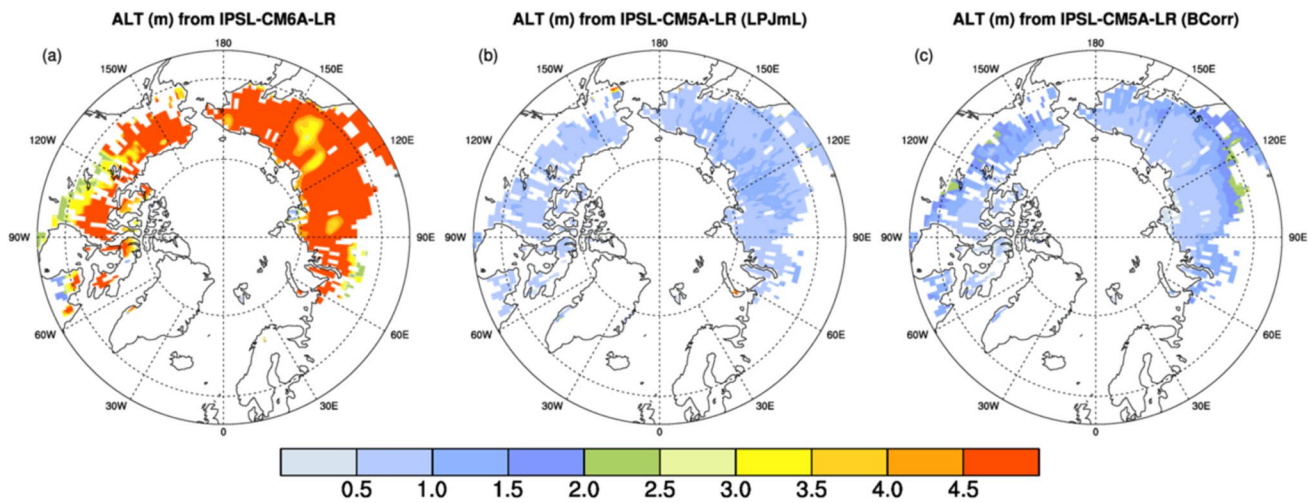 ALT (m) from IPSL-CM6A-LR
ALT (m) from IPSL-CM5A-LR (LPJmL)
ALT (m) from IPSL-CM5A-LR (BCorr)
(a)
180
150W
150E
120W
120E
90W
90E
60W
60E
30W
30E
0
(b)
180
150W
150E
120W
120E
90W
90E
60W
60E
30W
30E
0
(c)
180
150W
150E
120W
120E
90W
90E
60W
60E
30W
30E
0
0.5 1.0 1.5 2.0 2.5 3.0 3.5 4.0 4.5